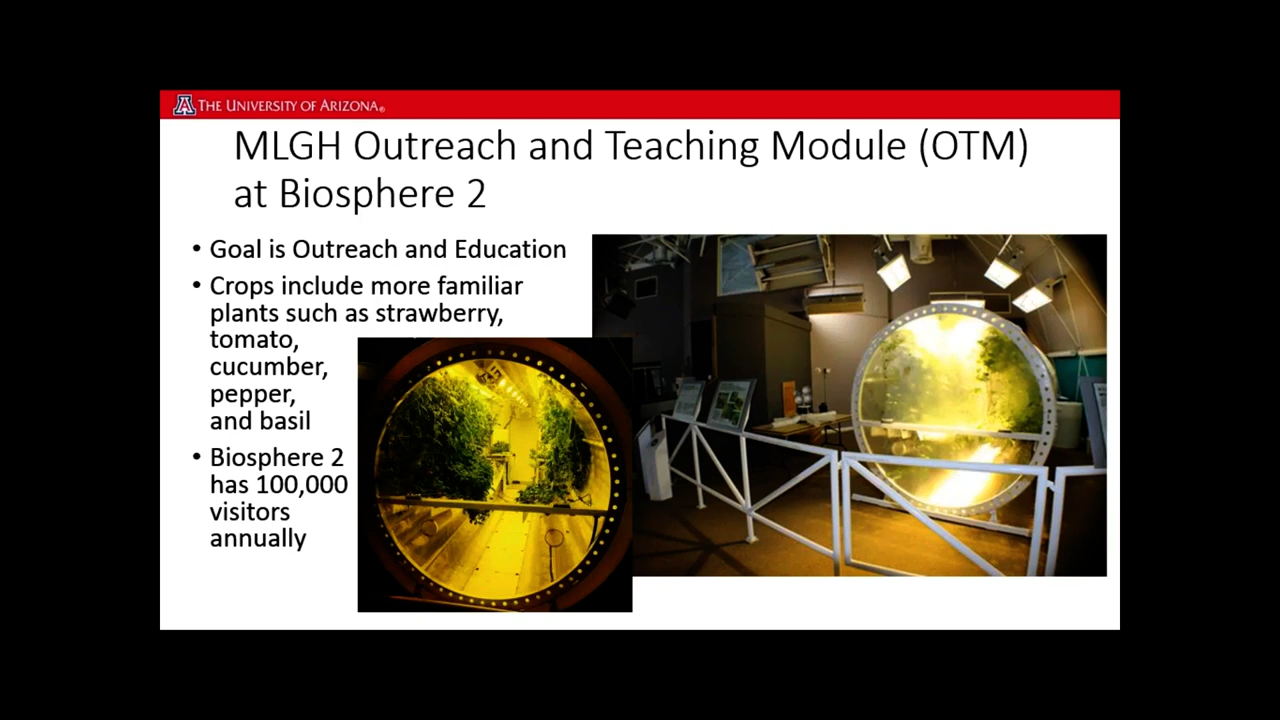 THE UNIVERSITY OF ARIZONA®
MLGH Outreach and Teaching Module (OTM)
at Biosphere 2
• Goal is Outreach and Education
• Crops include more familiar
plants such as strawberry,
tomato,
cucumber,
pepper,
and basil
• Biosphere 2
has 100,000
visitors
annually